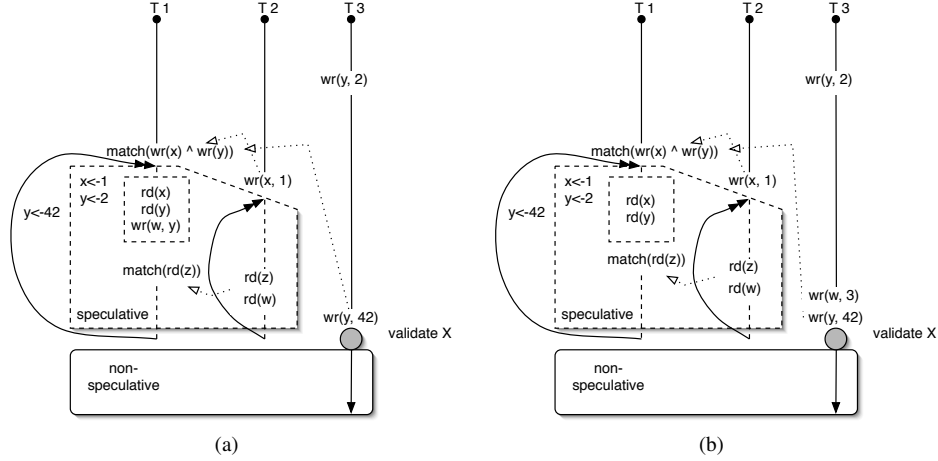 T 1 T 2 T 3
wr(y, 2)
match(wr(x) ^ wr(y))
x<-1
y<-2
rd(x)
rd(y)
wr(w, y)
wr(x, 1)
y<-42
match(rd(z))
rd(z)
rd(w)
speculative
wr(y, 42)
validate X
non-
speculative
(a)
T 1 T 2 T 3
wr(y, 2)
match(wr(x) ^ wr(y))
x<-1
y<-2
rd(x)
rd(y)
wr(x, 1)
y<-42
match(rd(z))
rd(z)
rd(w)
wr(w, 3)
speculative
wr(y, 42)
validate X
non-
speculative
(b)